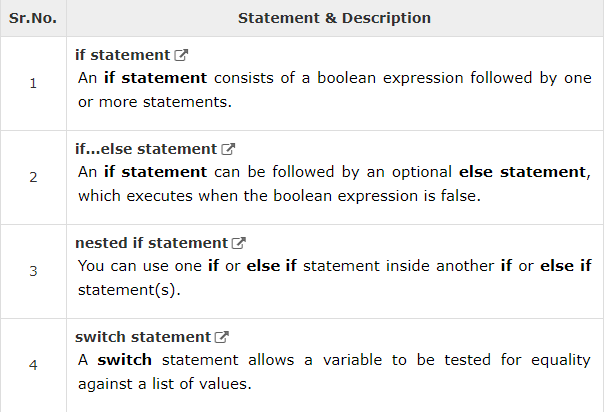 Sr.No. Statement & Description
if statement
1 An if statement consists of a boolean expression followed by one
or more statements.
if...else statement
2 An if statement can be followed by an optional else statement,
which executes when the boolean expression is false.
nested if statement
3 You can use one if or else if statement inside another if or else if
statement(s).
switch statement
4 A switch statement allows a variable to be tested for equality
against a list of values.